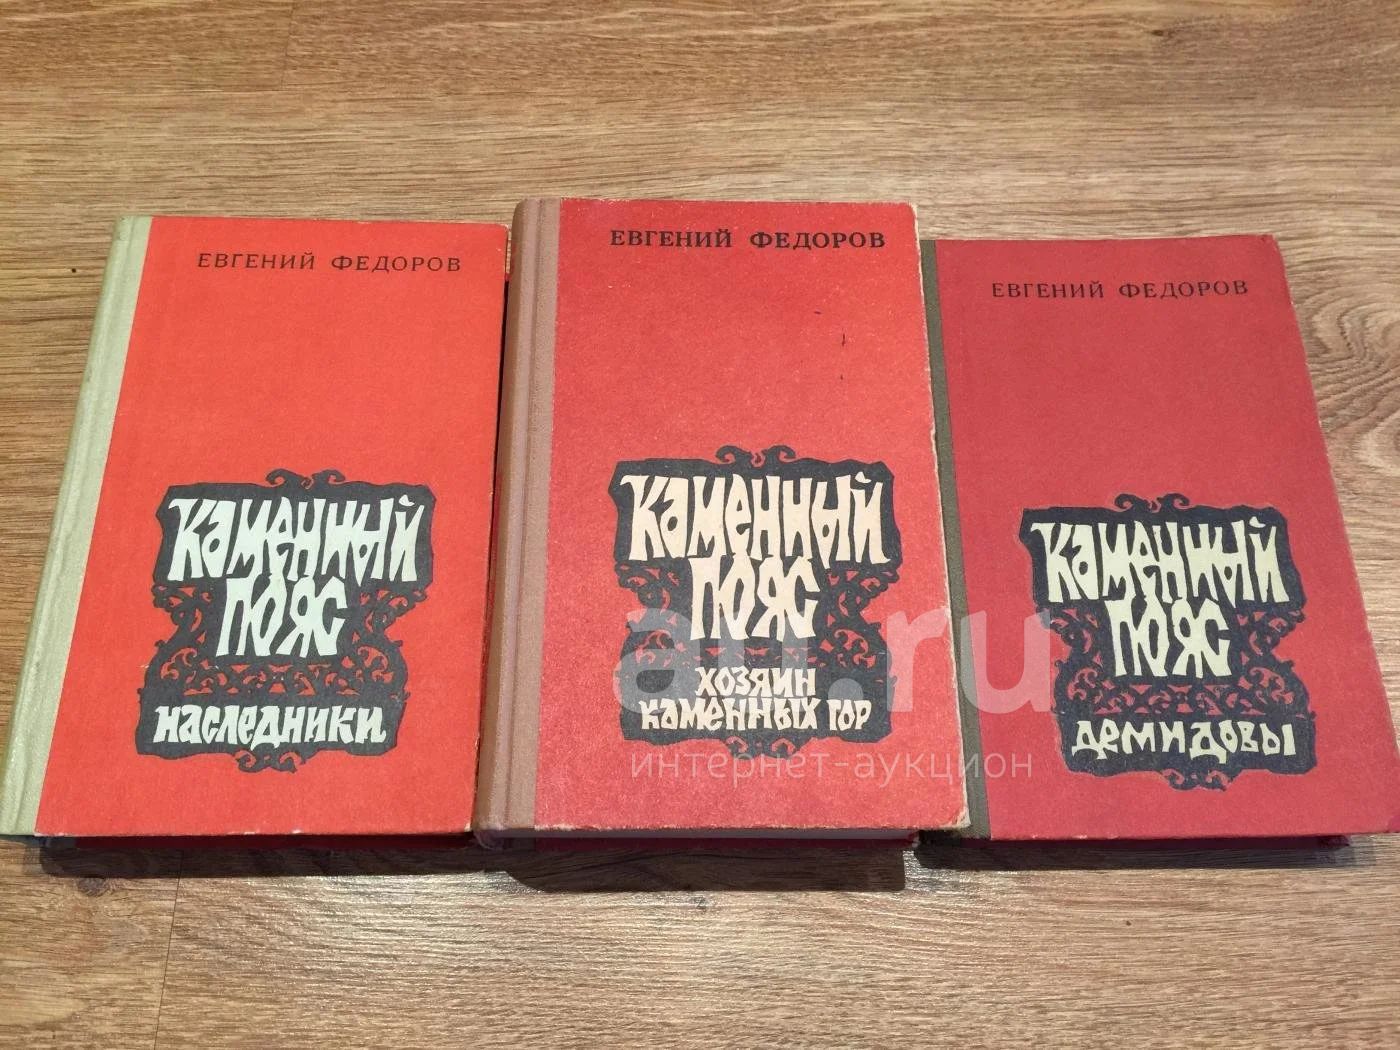 ЕВГЕНИЙ ФЕДОРОВ
КАМЕННЫЙ
ПОЯС
НАСЛЕДНИКИ
ЕВГЕНИЙ ФЕДОРОВ
КАМЕННЫЙ
ПОЯС
ХОЗЯИН
КАМЕННЫХ ГОР
ЕВГЕНИЙ ФЕДОРОВ
КАМЕННЫЙ
ПОЯС
ДЕМИДОВЫ
au.ru
интернет-аукцион